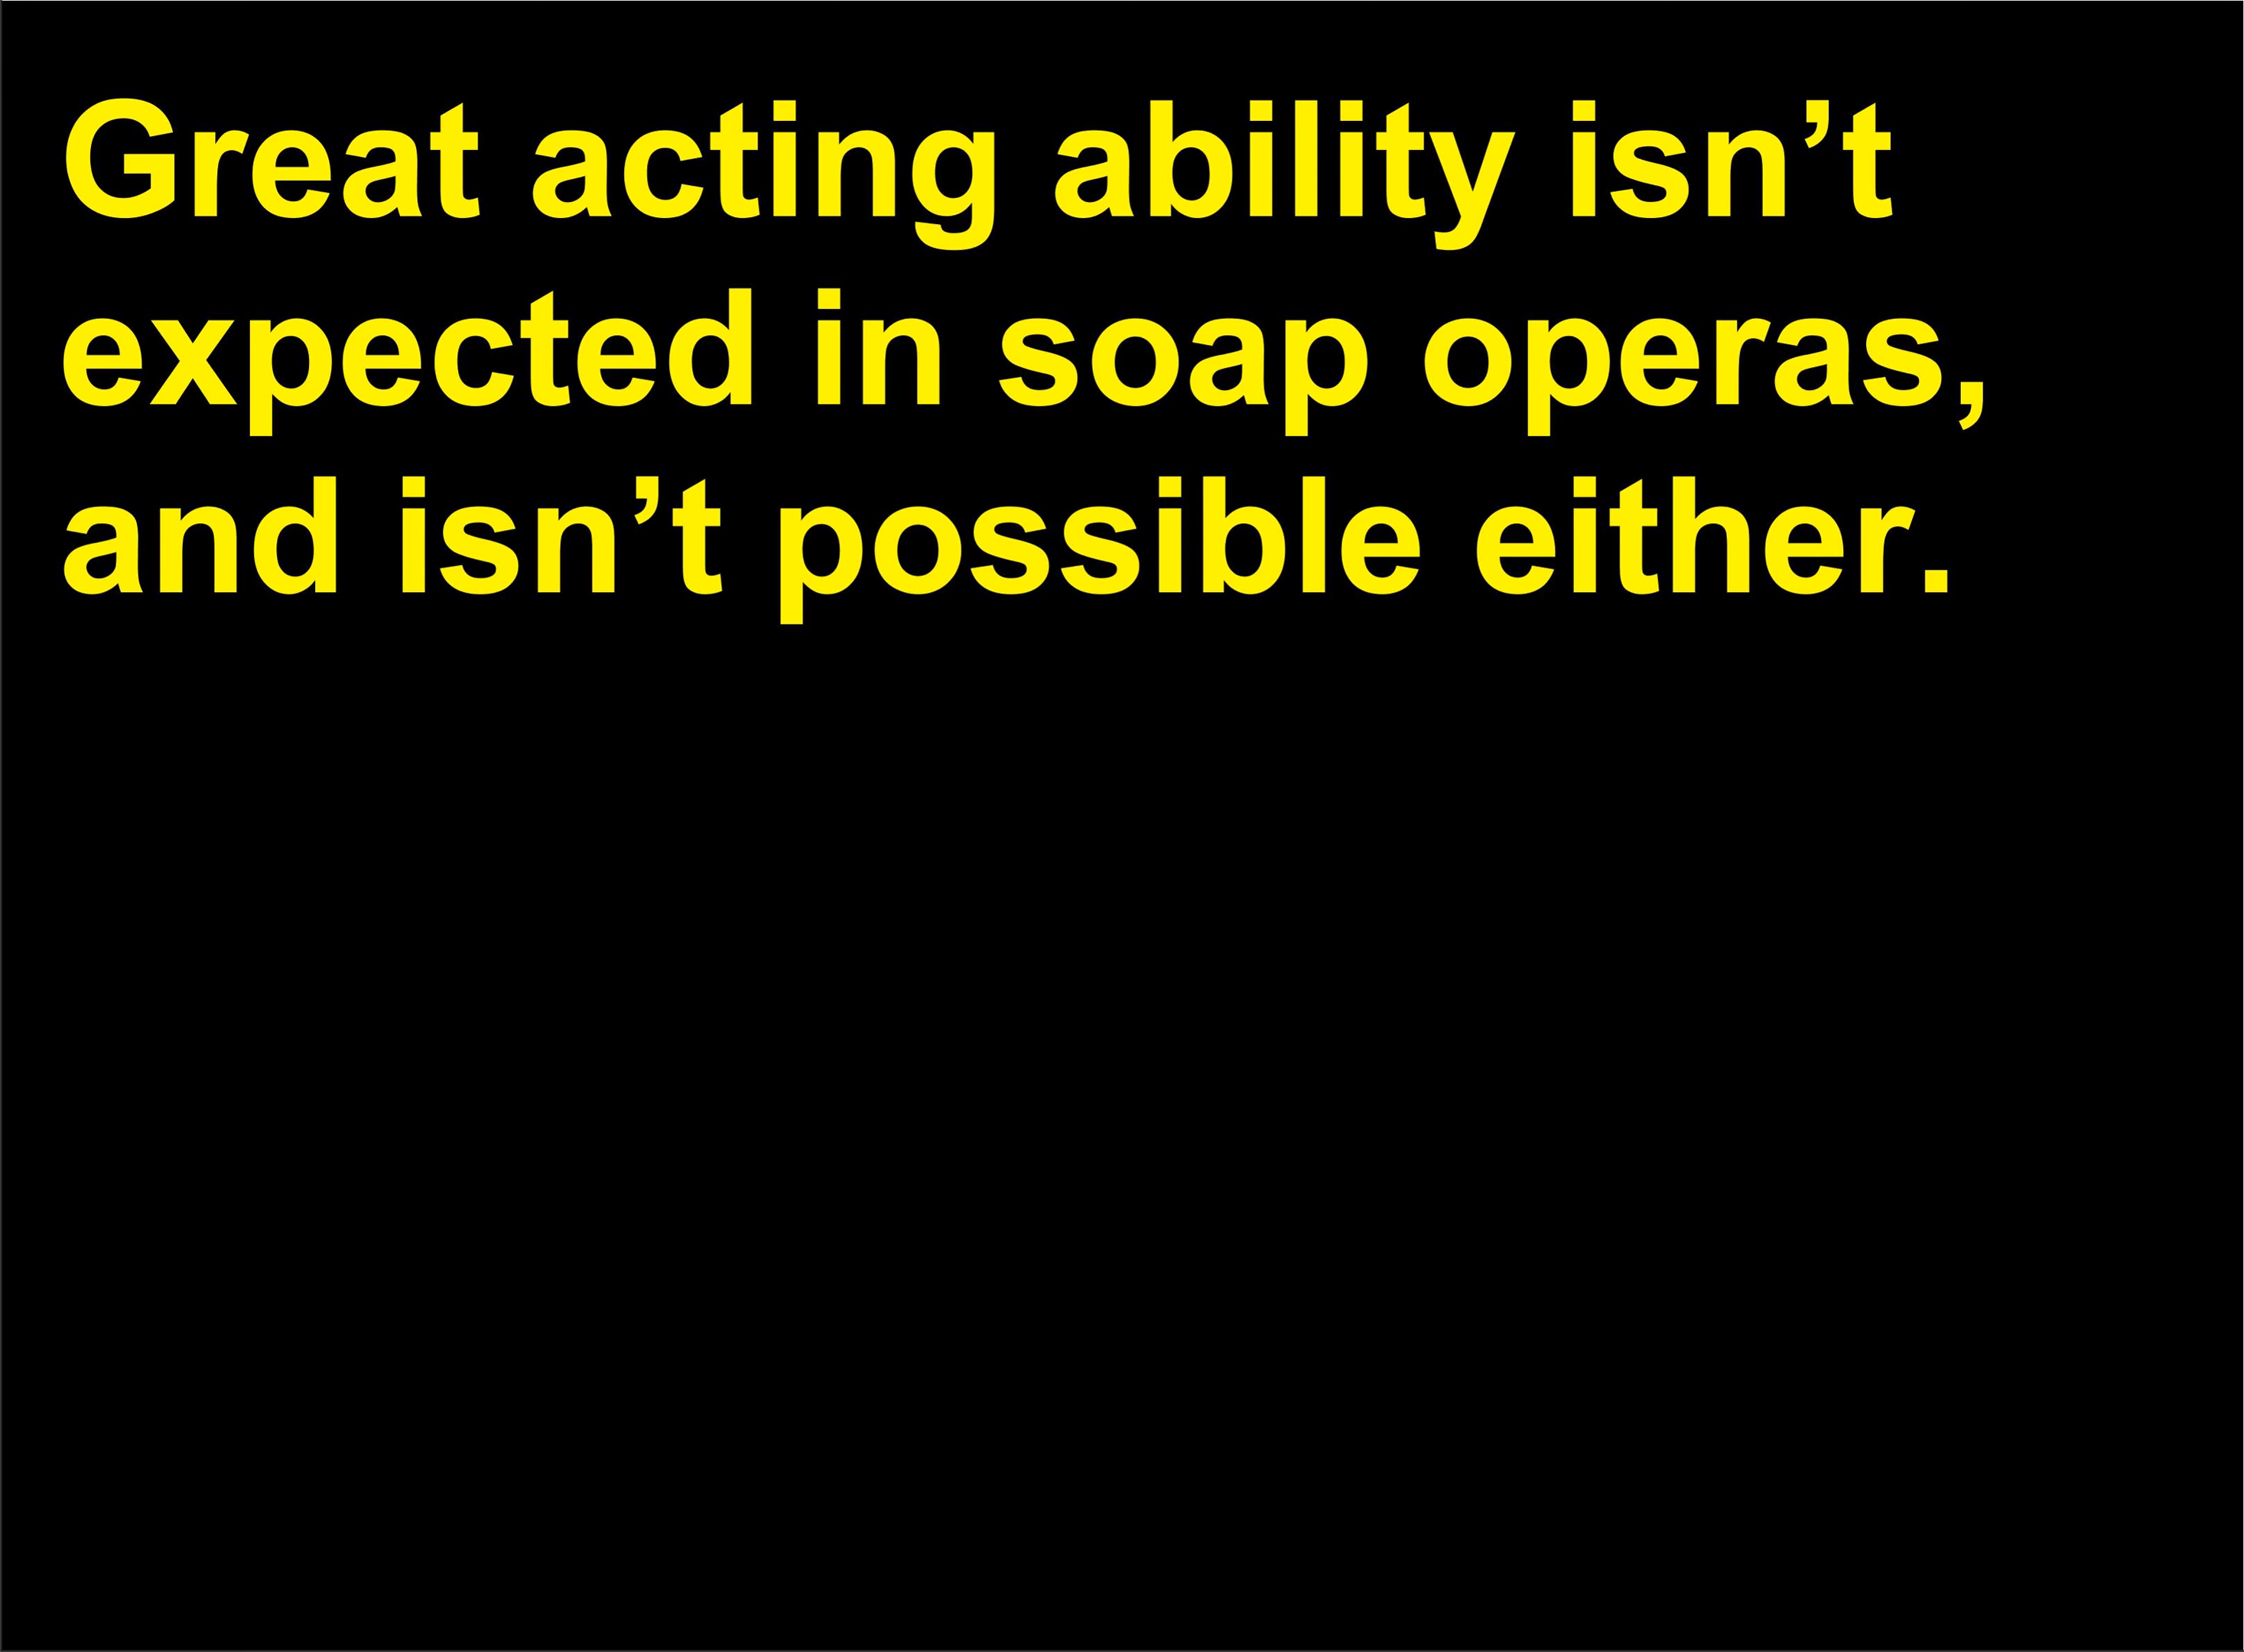 Great acting ability isn’t
expected in soap operas,
and isn’t possible either.